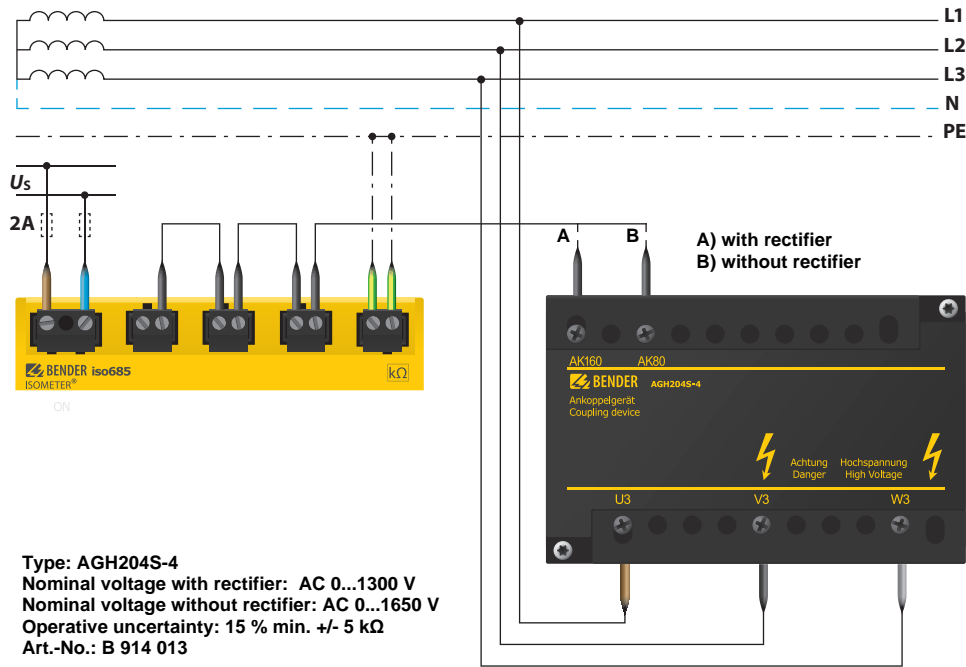 L1
L2
L3
N
PE
Us
2A
A
B
A) with rectifier
B) without rectifier
BENDER iso685
ISOMETER®
kΩ
ON
AK160
AK80
BENDER AGH204S-4
Ankoppelgerät
Coupling device
Achtung
Danger
Hochspannung
High Voltage
U3
V3
W3
Type: AGH204S-4
Nominal voltage with rectifier: AC 0...1300 V
Nominal voltage without rectifier: AC 0...1650 V
Operative uncertainty: 15 % min. +/- 5 kΩ
Art.-No.: B 914 013